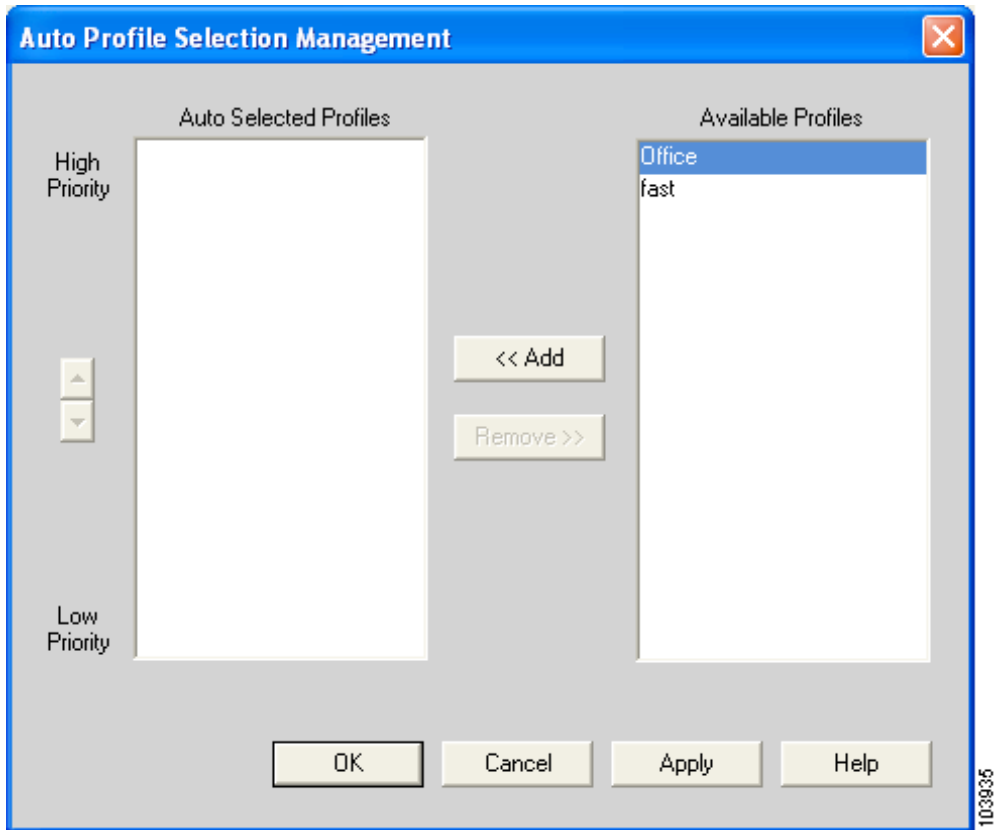 Auto Profile Selection Management
Auto Selected Profiles
Available Profiles
High
Priority
Office
fast
<< Add
Remove >>
Low
Priority
OK
Cancel
Apply
Help
103935